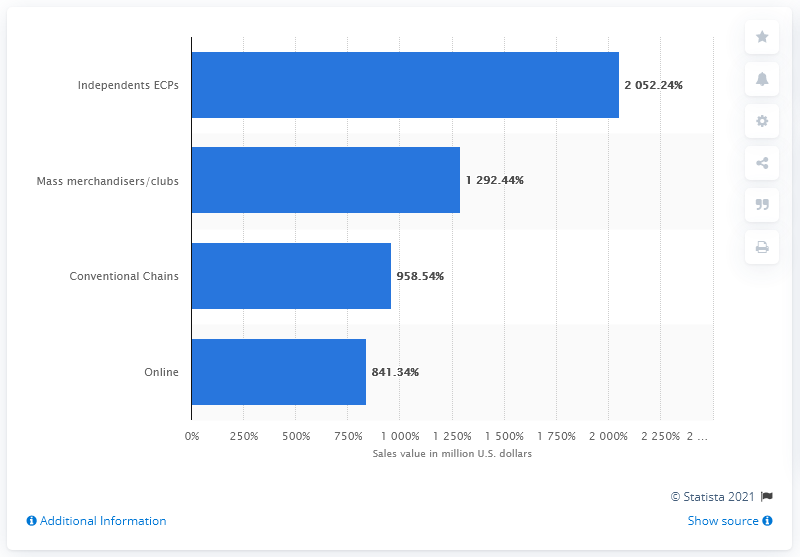 Independents ECPs
2 052.24%
Mass merchandisers/clubs
1 292.44%
Conventional Chains
958.54%
Online
841.34%
0% 250% 500% 750% 1 000% 1 250% 1 500% 1 750% 2 000% 2 250% 2 ...
Sales value in million U.S. dollars
© Statista 2021
Additional Information
Show source